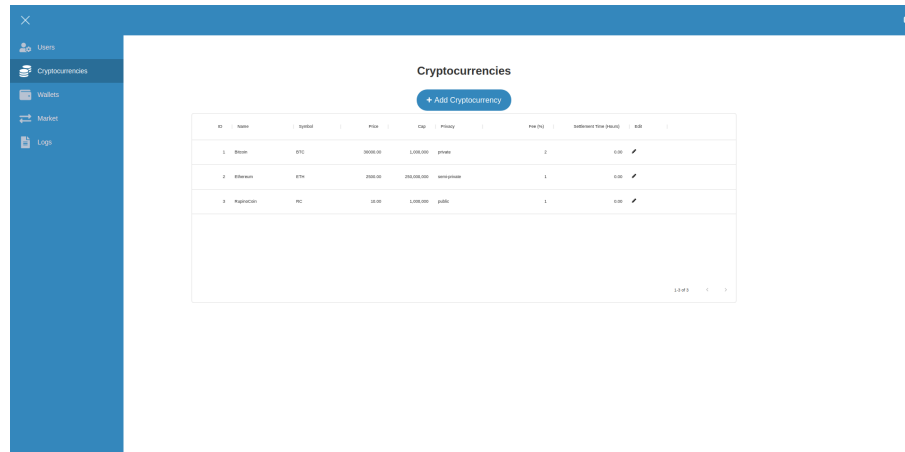 Users
Cryptocurrencies
Wallets
Market
Logs
Cryptocurrencies
+ Add Cryptocurrency
ID Name Symbol Price Cap Privacy Fee (%) Settlement Time (Hours) Edit
1 Bitcoin BTC 30000.00 1,000,000 private 2 0.00
2 Ethereum ETH 3500.00 250,000,000 semi-private 1 0.00
3 RC 10.00 1,000,000 public 1 0.00
1-3 of 3